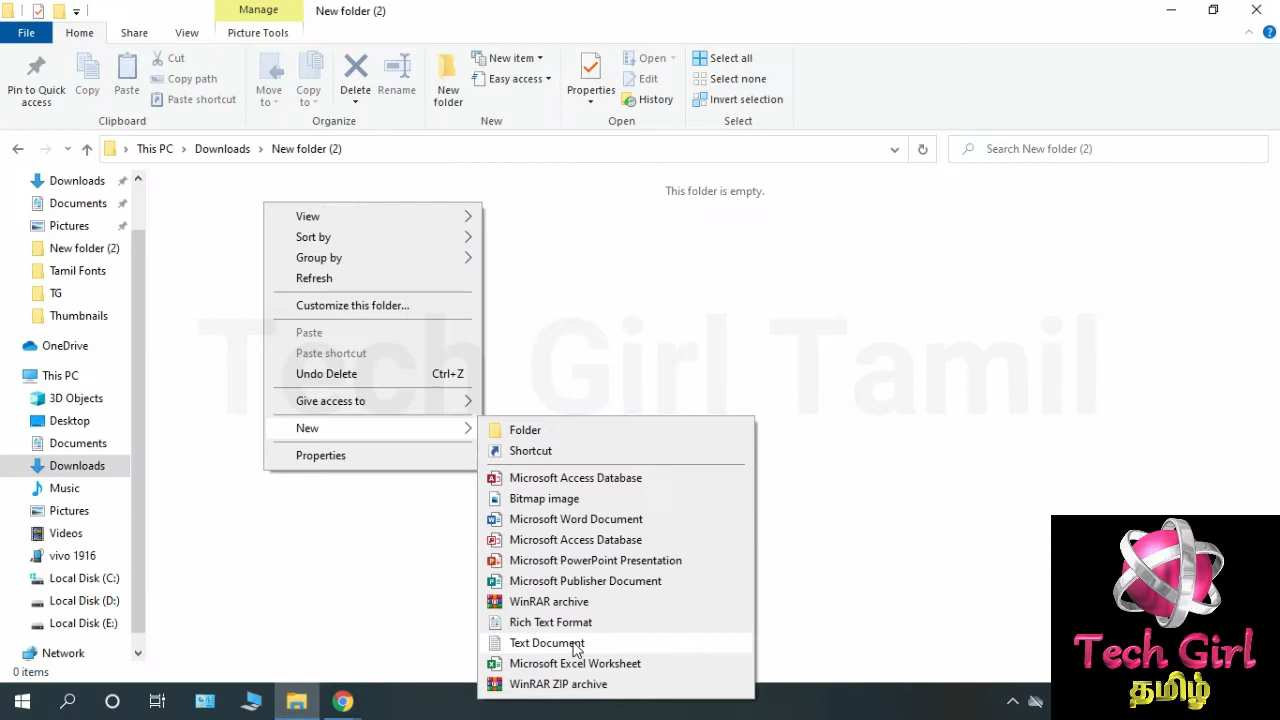 Manage
New folder (2)
File
Home
Share
View
Picture Tools
Pin to Quick access
Copy
Paste
Cut
Copy path
Paste shortcut
Clipboard
Move to
Copy to
Delete
Rename
Organize
New folder
New item
Easy access
New
Properties
Open
Edit
History
Open
Select all
Select none
Invert selection
Select
This PC
Downloads
New folder (2)
Search New folder (2)
This folder is empty.
Downloads
Documents
Pictures
New folder (2)
Tamil Fonts
TG
Thumbnails
OneDrive
This PC
3D Objects
Desktop
Documents
Downloads
Music
Pictures
Videos
vivo 1916
Local Disk (C:)
Local Disk (D:)
Local Disk (E:)
Network
0 items
View
Sort by
Group by
Refresh
Customize this folder...
Paste
Paste shortcut
Undo Delete Ctrl+Z
Give access to
New
Properties
Folder
Shortcut
Microsoft Access Database
Bitmap image
Microsoft Word Document
Microsoft Access Database
Microsoft PowerPoint Presentation
Microsoft Publisher Document
WinRAR archive
Rich Text Format
Text Document
Microsoft Excel Worksheet
WinRAR ZIP archive
Tech Girl Tamil
Tech Girl
தமிழ்